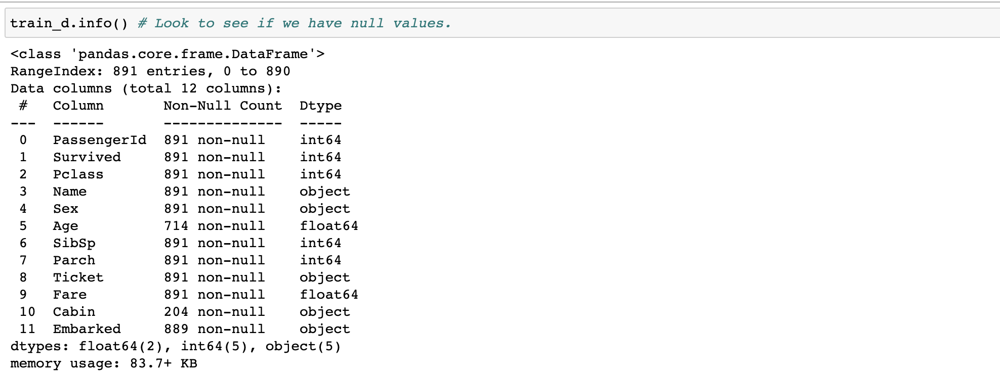 train_d.info() # Look to see if we have null values.
<class 'pandas.core.frame.DataFrame'>
RangeIndex: 891 entries, 0 to 890
Data columns (total 12 columns):
 #   Column       Non-Null Count  Dtype
---  ------       --------------  -----
 0   PassengerId  891 non-null    int64
 1   Survived     891 non-null    int64
 2   Pclass       891 non-null    int64
 3   Name         891 non-null    object
 4   Sex          891 non-null    object
 5   Age          714 non-null    float64
 6   SibSp        891 non-null    int64
 7   Parch        891 non-null    int64
 8   Ticket       891 non-null    object
 9   Fare         891 non-null    float64
 10  Cabin        204 non-null    object
 11  Embarked     889 non-null    object
dtypes: float64(2), int64(5), object(5)
memory usage: 83.7+ KB